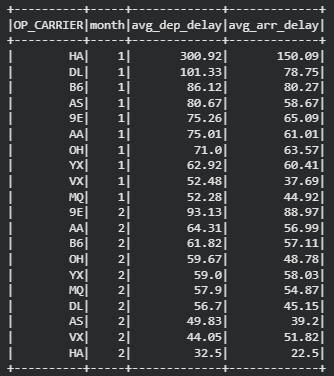 +----------+-----+-------------+-------------+
|OP_CARRIER|month|avg_dep_delay|avg_arr_delay|
+----------+-----+-------------+-------------+
|        HA|    1|       300.92|       150.09|
|        DL|    1|       101.33|        78.75|
|        B6|    1|        86.12|        80.27|
|        AS|    1|        80.67|        58.67|
|        9E|    1|        75.26|        65.09|
|        AA|    1|        75.01|        61.01|
|        OH|    1|         71.0|        63.57|
|        YX|    1|        62.92|        60.41|
|        VX|    1|        52.48|        37.69|
|        MQ|    1|        52.28|        44.92|
|        9E|    2|        93.13|        88.97|
|        AA|    2|        64.31|        56.99|
|        B6|    2|        61.82|        57.11|
|        OH|    2|        59.67|        48.78|
|        YX|    2|         59.0|        58.03|
|        MQ|    2|         57.9|        54.87|
|        DL|    2|         56.7|        45.15|
|        AS|    2|        49.83|         39.2|
|        VX|    2|        44.05|        51.82|
|        HA|    2|         32.5|         22.5|
+----------+-----+-------------+-------------+